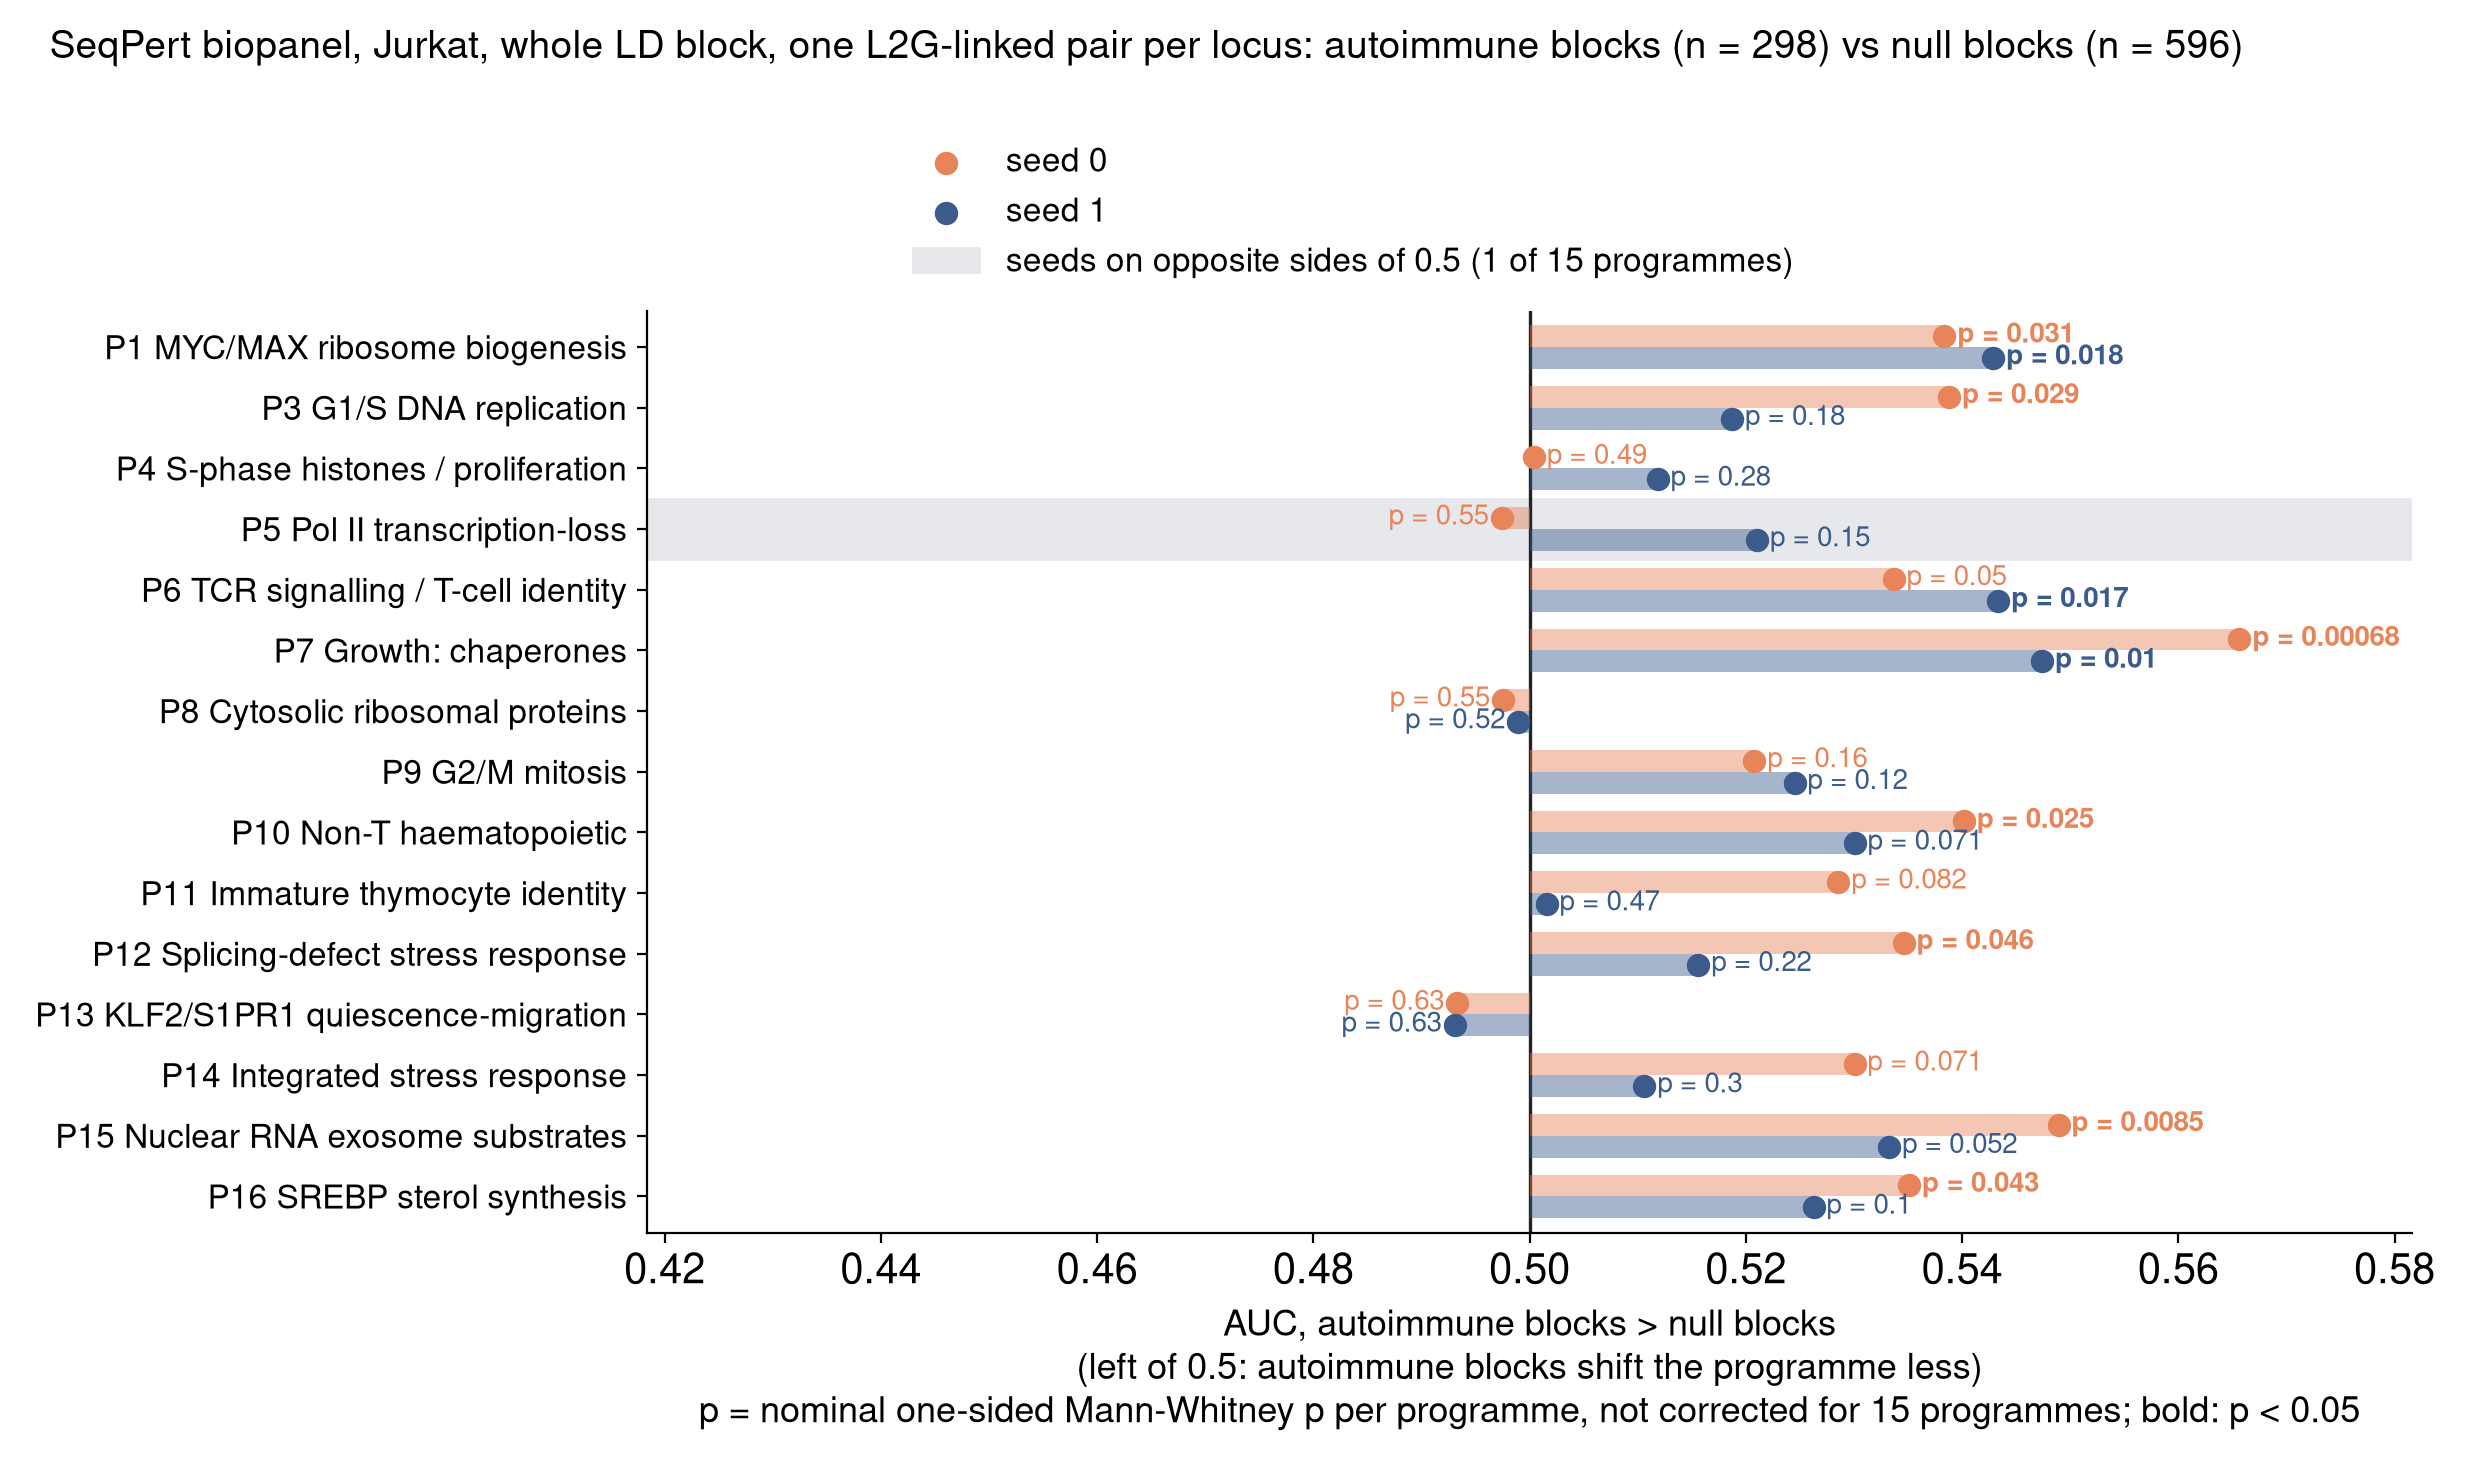 SeqPert biopanel, Jurkat, whole LD block, one L2G-linked pair per locus: autoimmune blocks (n = 298) vs null blocks (n = 596)
seed 0
seed 1
seeds on opposite sides of 0.5 (1 of 15 programmes)
P1 MYC/MAX ribosome biogenesis
p = 0.031
p = 0.018
P3 G1/S DNA replication
p = 0.029
p = 0.18
P4 S-phase histones / proliferation
p = 0.49
p = 0.28
P5 Pol II transcription-loss
p = 0.55
p = 0.15
P6 TCR signalling / T-cell identity
p = 0.05
p = 0.017
P7 Growth: chaperones
p = 0.00068
p = 0.01
P8 Cytosolic ribosomal proteins
p = 0.55
p = 0.52
P9 G2/M mitosis
p = 0.16
p = 0.12
P10 Non-T haematopoietic
p = 0.025
p = 0.071
P11 Immature thymocyte identity
p = 0.082
p = 0.47
P12 Splicing-defect stress response
p = 0.046
p = 0.22
P13 KLF2/S1PR1 quiescence-migration
p = 0.63
p = 0.63
P14 Integrated stress response
p = 0.071
p = 0.3
P15 Nuclear RNA exosome substrates
p = 0.0085
p = 0.052
P16 SREBP sterol synthesis
p = 0.043
p = 0.1
0.42 0.44 0.46 0.48 0.50 0.52 0.54 0.56 0.58
AUC, autoimmune blocks > null blocks
(left of 0.5: autoimmune blocks shift the programme less)
p = nominal one-sided Mann-Whitney p per programme, not corrected for 15 programmes; bold: p < 0.05